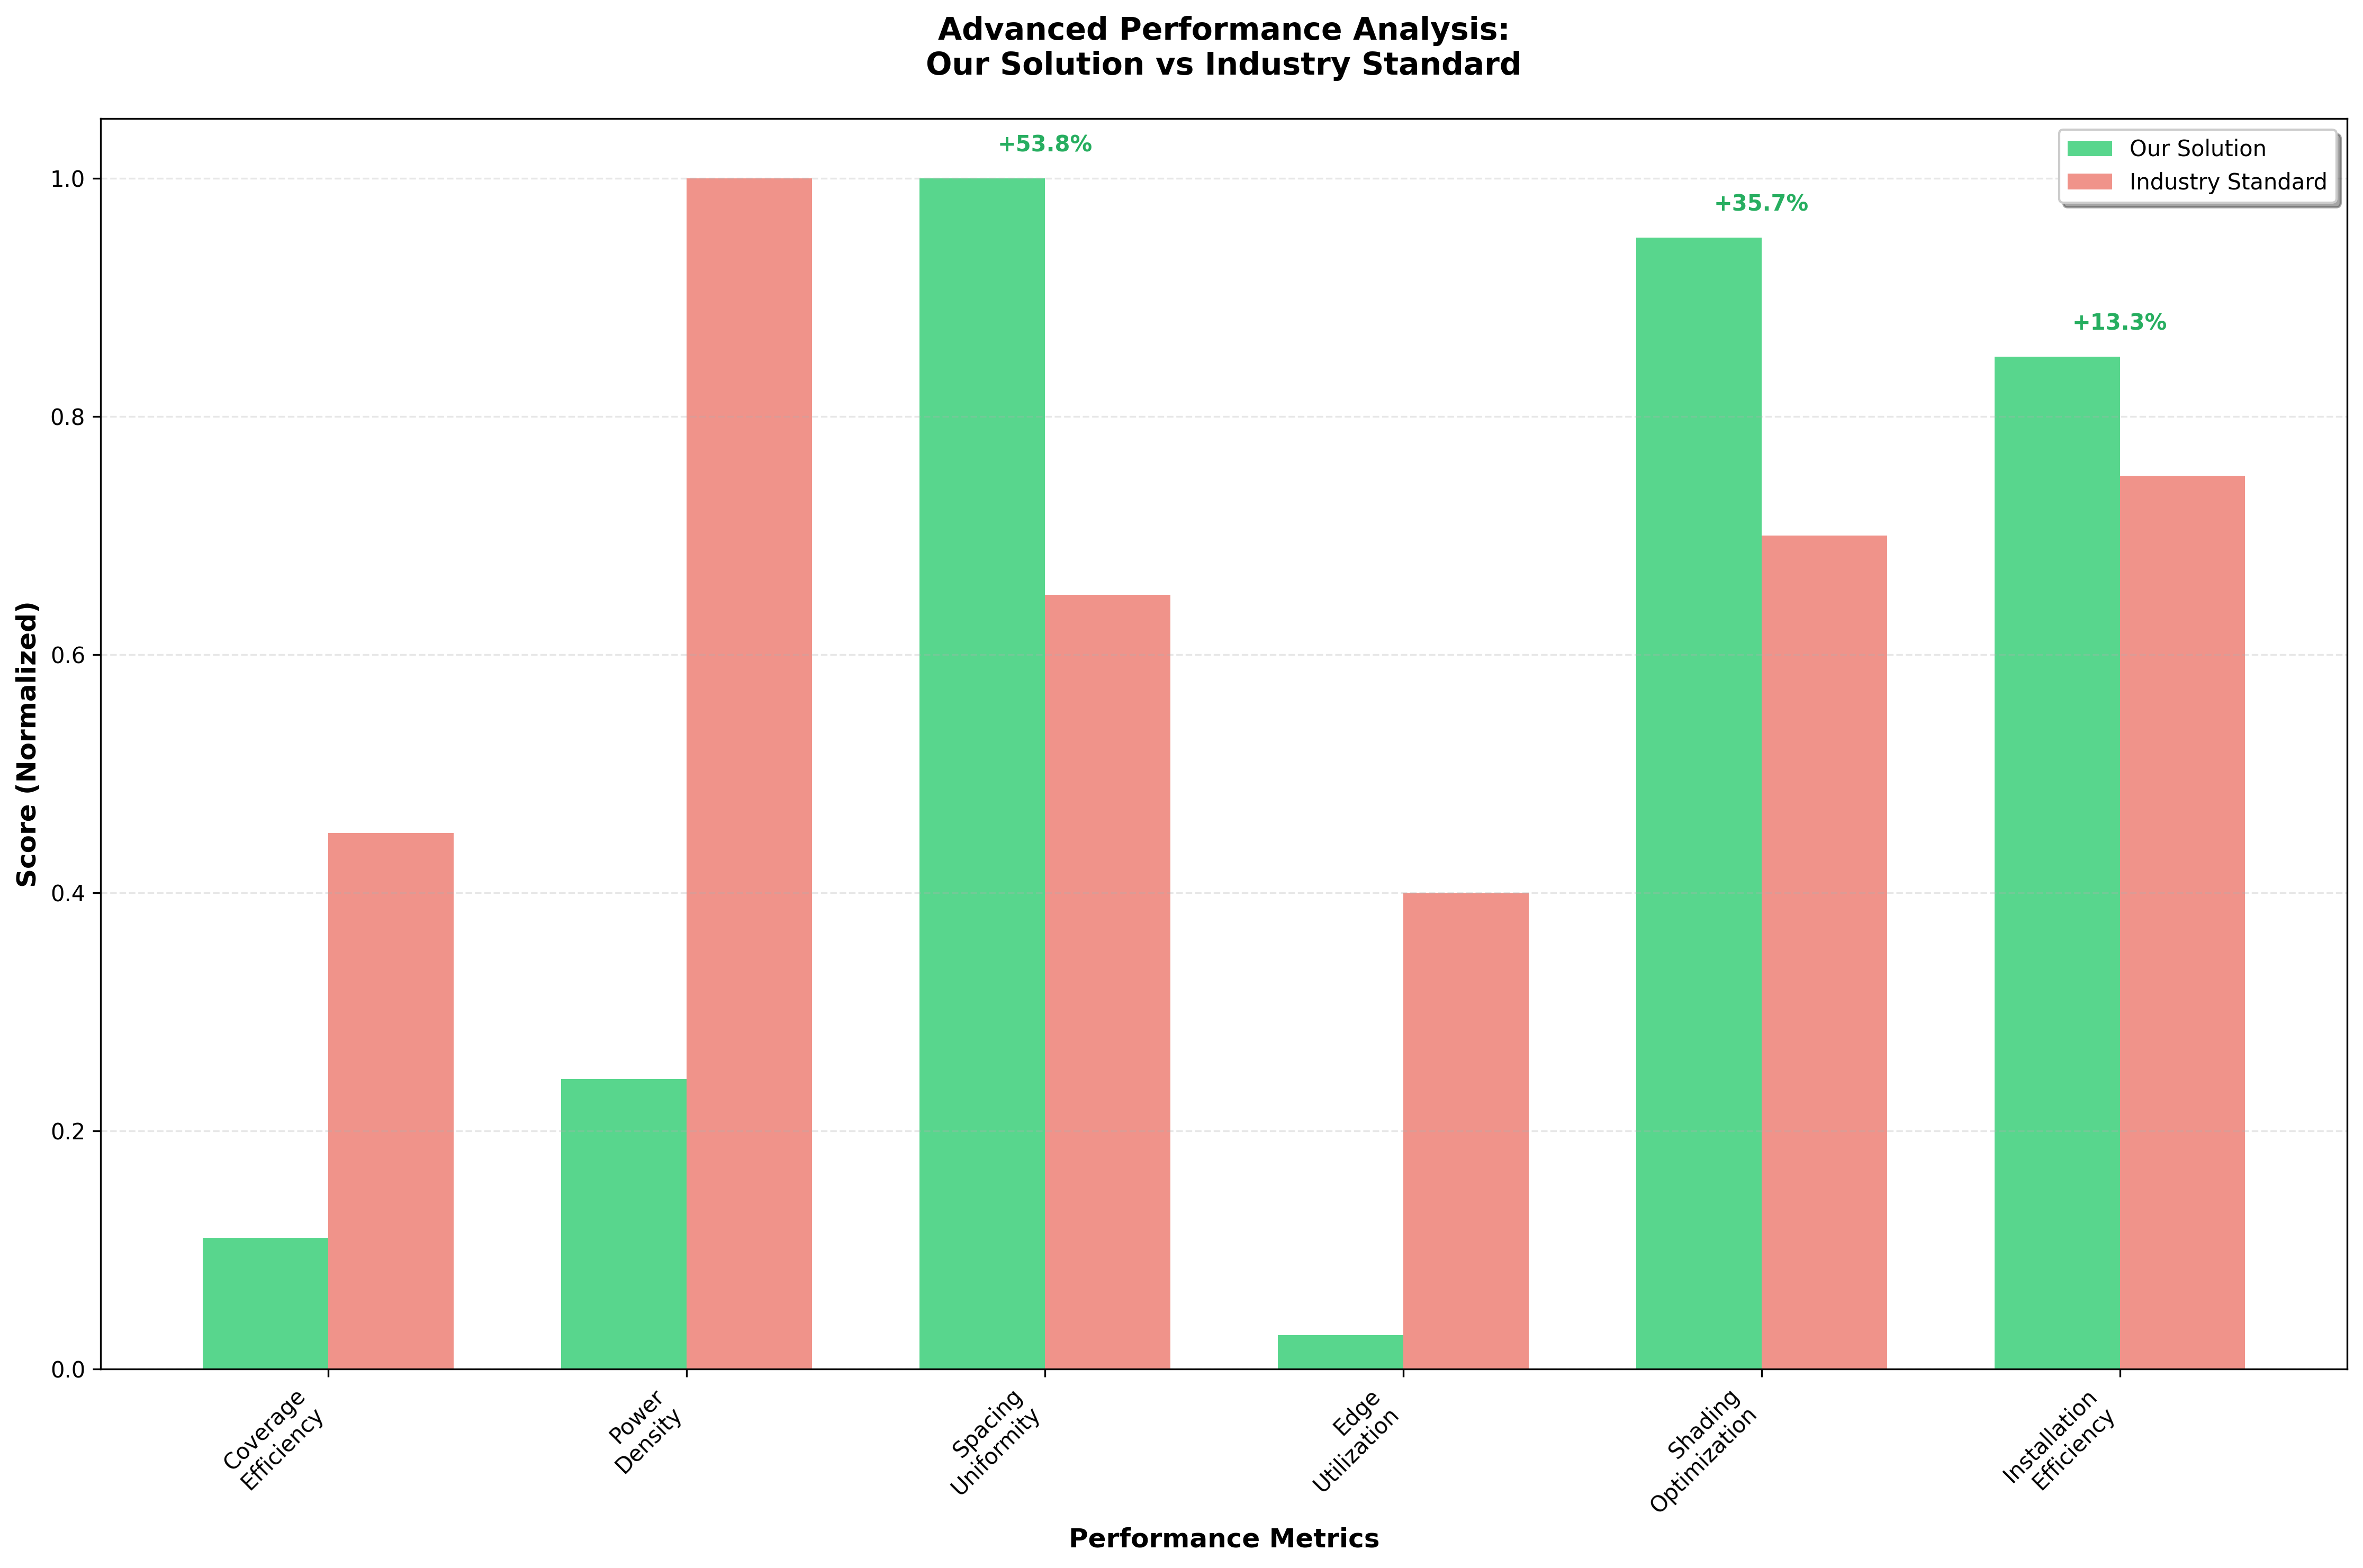 Advanced Performance Analysis:
Our Solution vs Industry Standard
+53.8%
+35.7%
+13.3%
Our Solution
Industry Standard
Score (Normalized)
1.0
0.8
0.6
0.4
0.2
0.0
Coverage
Efficiency
Power
Density
Spacing
Uniformity
Edge
Utilization
Shading
Optimization
Installation
Efficiency
Performance Metrics